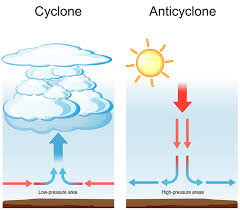 Cyclone
Anticyclone
Low-pressure area
High-pressure areas